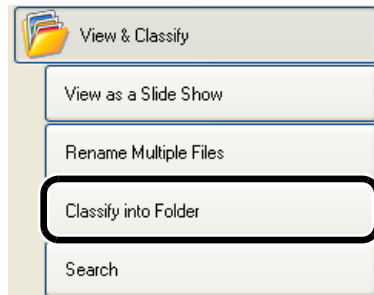 View & Classify
View as a Slide Show
Rename Multiple Files
Classify into Folder
Search